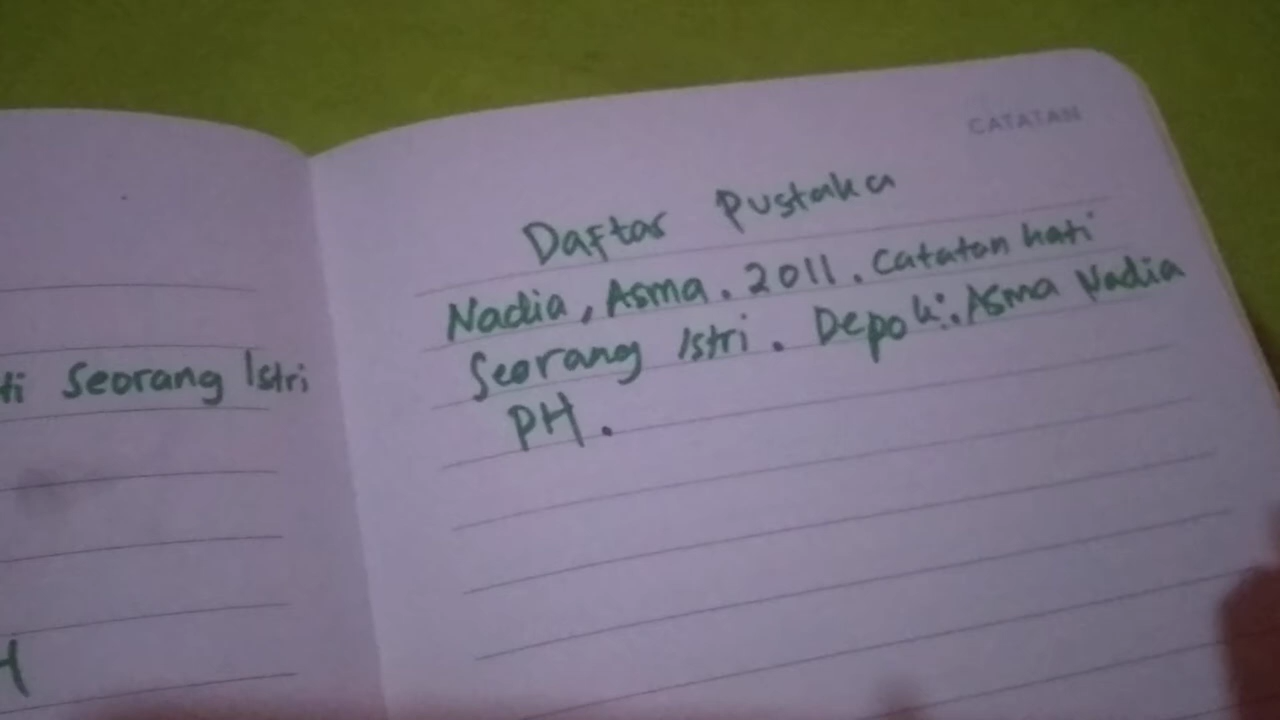 CATATAN
Daftar Pustaka
Nadia, Asma. 2011. Catatan hati
Seorang Istri. Depok:. Asma Nadia
PH.
ti Seorang Istri
H